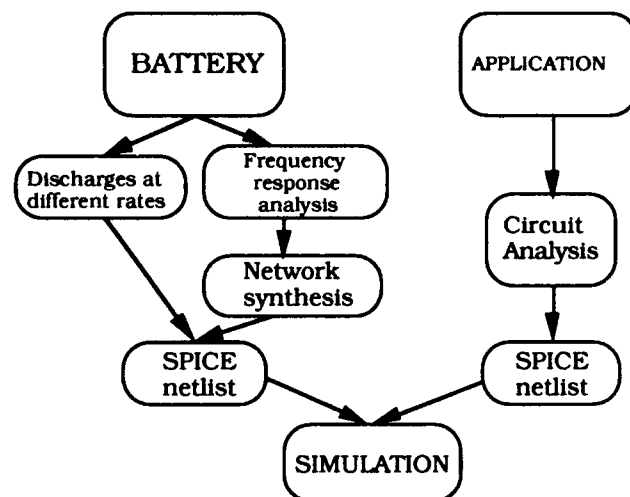 BATTERY
APPLICATION
Discharges at
different rates
Frequency
response
analysis
Circuit
Analysis
Network
synthesis
SPICE
netlist
SPICE
netlist
SIMULATION